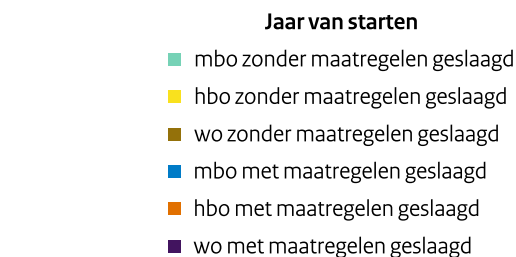 Jaar van starten
mbo zonder maatregelen geslaagd
hbo zonder maatregelen geslaagd
wo zonder maatregelen geslaagd
mbo met maatregelen geslaagd
hbo met maatregelen geslaagd
wo met maatregelen geslaagd